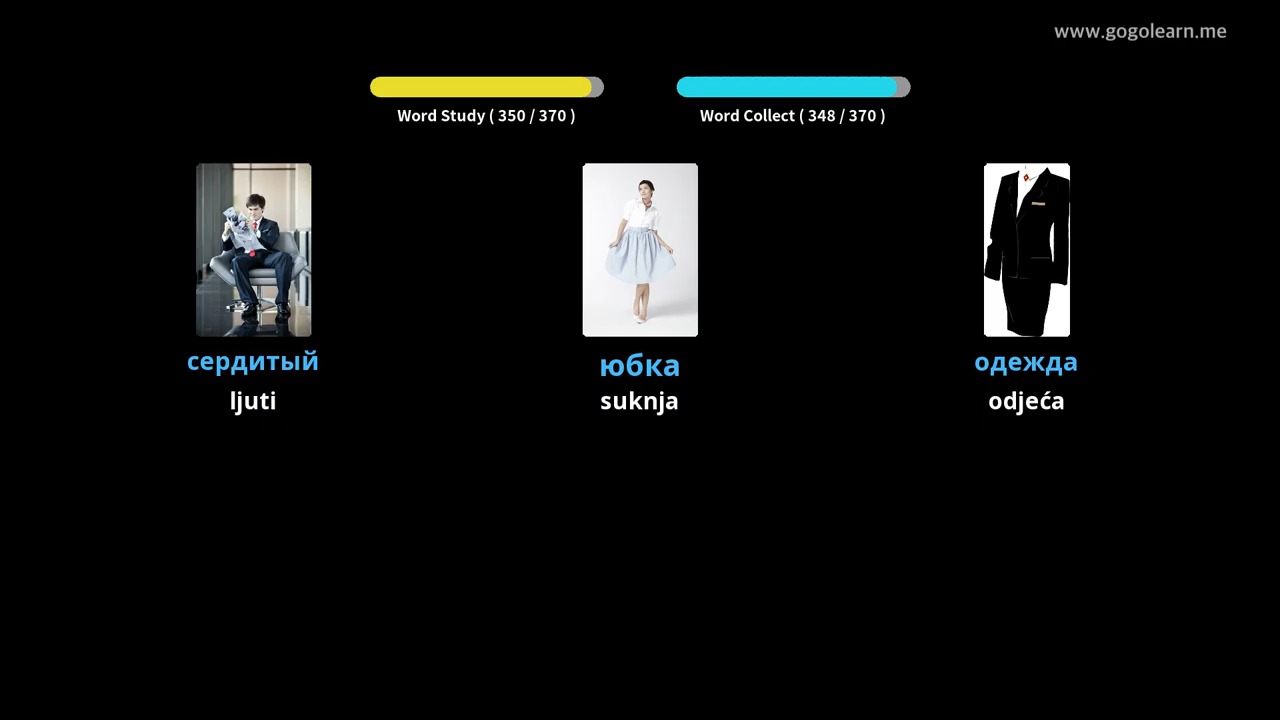 www.gogolearn.me
Word Study ( 350 / 370 )
Word Collect ( 348 / 370 )
сердитый
юбка
одежда
ljuti
suknja
odjeća